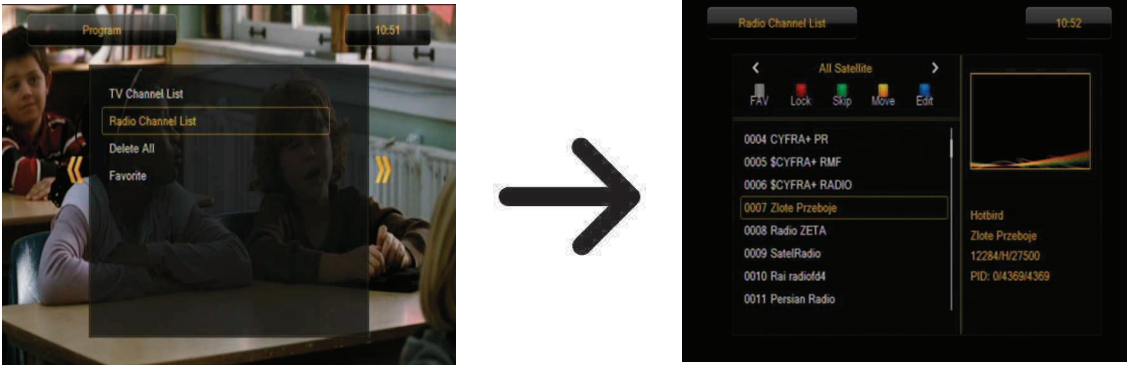 Program
10:51
TV Channel List
Radio Channel List
Delete All
Favorite
Radio Channel List
10:52
All Satellite
FAV Lock Skip Move Edit
0004 CYFRA+ PR
0005 $CYFRA+ RMF
0006 $CYFRA+ RADIO
0007 Zlote Przeboje
0008 Radio ZETA
0009 SatelRadio
0010 Rai radiofd4
0011 Persian Radio
Hotbird
Zlote Przeboje
12284/H/27500
PID: 0/4369/4369